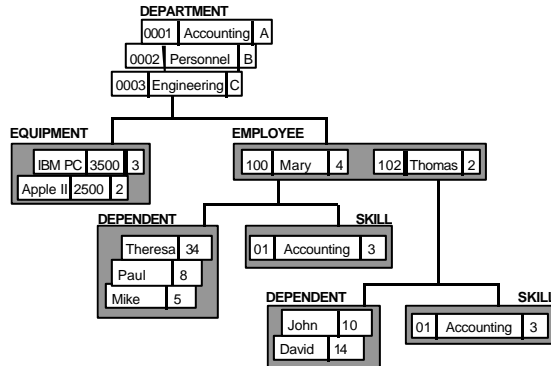 DEPARTMENT
0001 Accounting A
0002 Personnel B
0003 Engineering C
EQUIPMENT
IBM PC 3500 3
Apple II 2500 2
EMPLOYEE
100 Mary 4
102 Thomas 2
DEPENDENT
Theresa 34
Paul 8
Mike 5
SKILL
01 Accounting 3
DEPENDENT
John 10
David 14
SKILL
01 Accounting 3